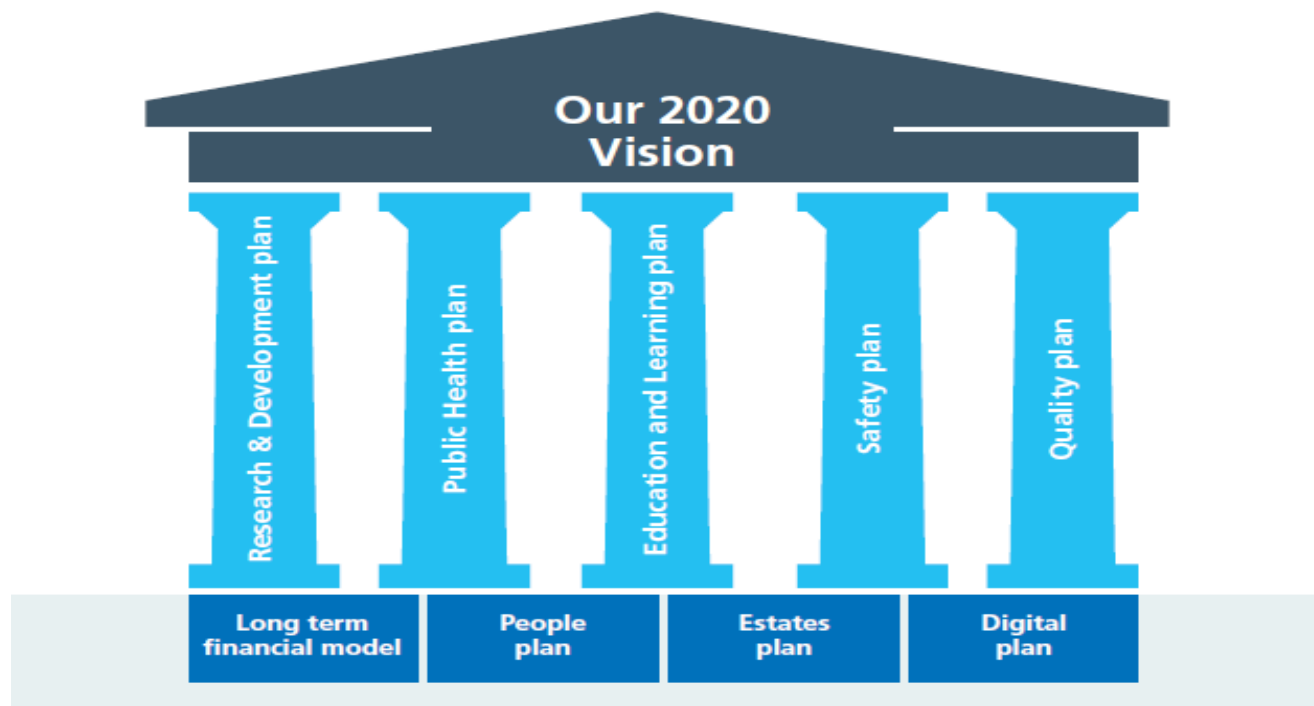 Our 2020
Vision
Research & Development plan
Public Health plan
Education and Learning plan
Safety plan
Quality plan
Long term
financial model
People
plan
Estates
plan
Digital
plan